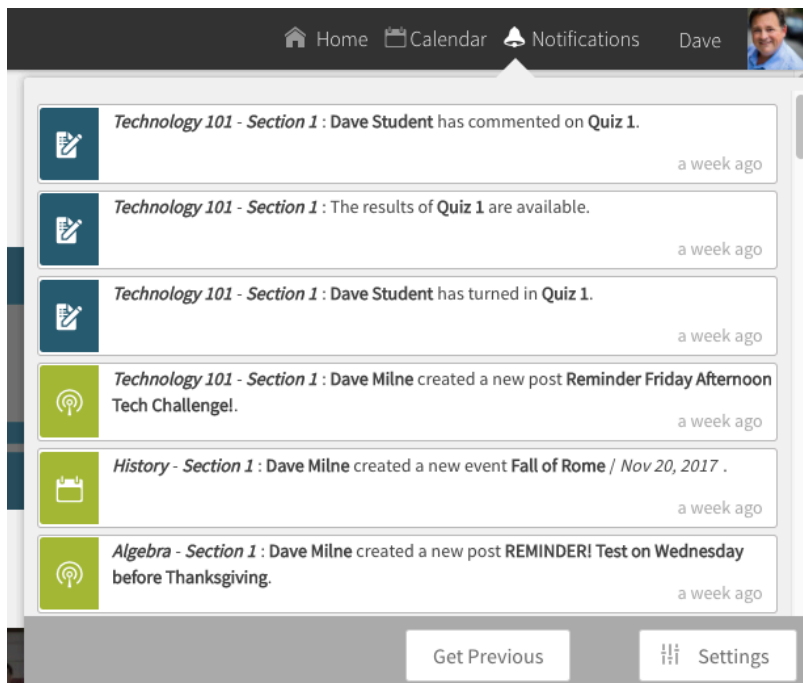 Home Calendar Notifications Dave
Technology 101 - Section 1 : Dave Student has commented on Quiz 1.
a week ago
Technology 101 - Section 1 : The results of Quiz 1 are available.
a week ago
Technology 101 - Section 1 : Dave Student has turned in Quiz 1.
a week ago
Technology 101 - Section 1 : Dave Milne created a new post Reminder Friday Afternoon
Tech Challenge!.
a week ago
History - Section 1 : Dave Milne created a new event Fall of Rome / Nov 20, 2017 .
a week ago
Algebra - Section 1 : Dave Milne created a new post REMINDER! Test on Wednesday
before Thanksgiving.
a week ago
Get Previous Settings